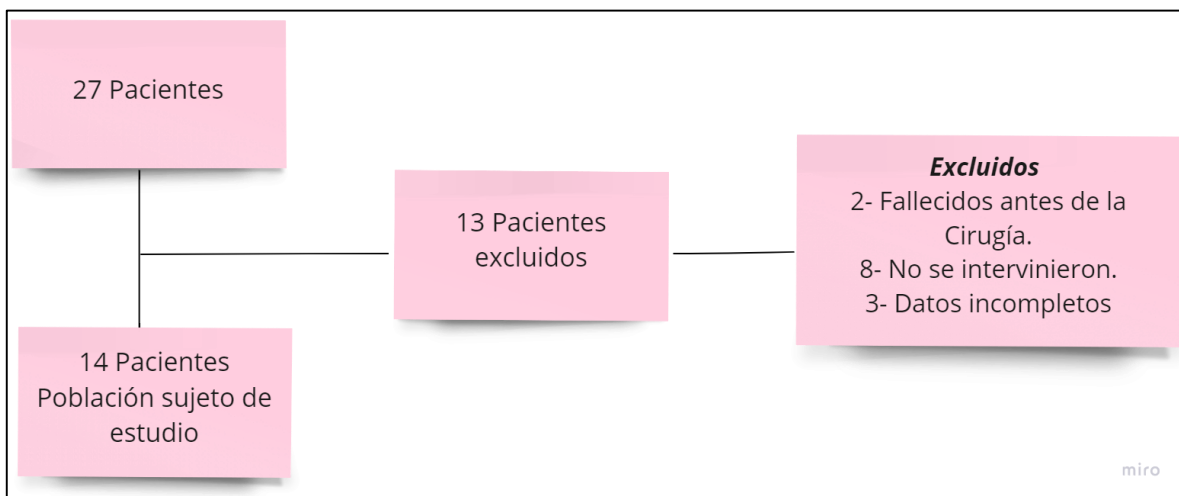 27 Pacientes
13 Pacientes
excluidos
Excluidos
2- Fallecidos antes de la
Cirugía.
8- No se intervinieron.
3- Datos incompletos
14 Pacientes
Población sujeto de
estudio
miro